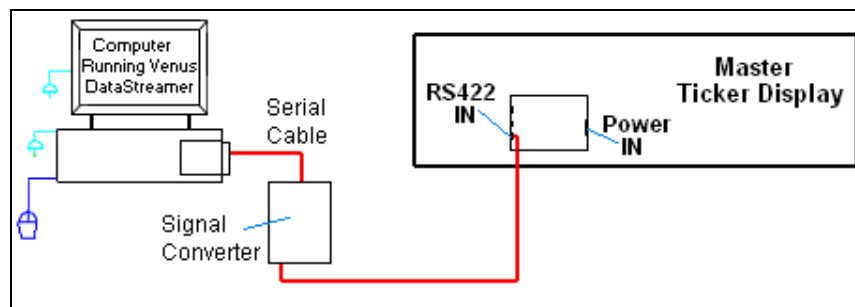 Computer
Running Venus
DataStreamer
Serial
Cable
Signal
Converter
RS422
IN
Master
Ticker Display
Power
IN